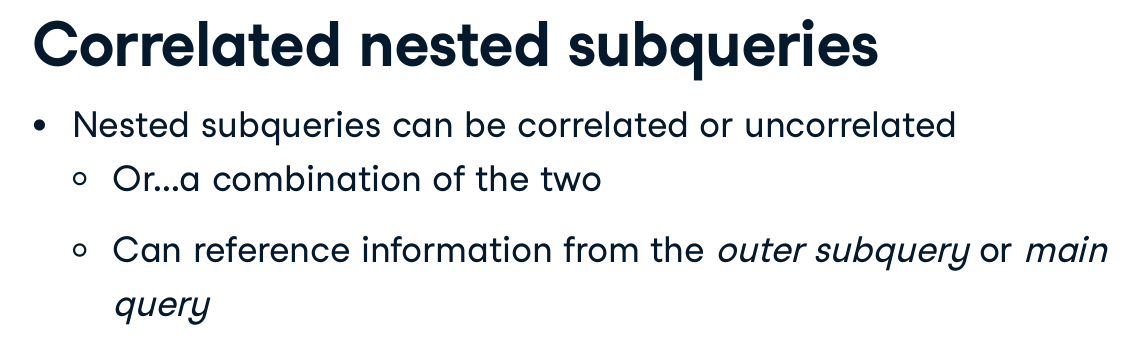 Correlated nested subqueries
• Nested subqueries can be correlated or uncorrelated
○ Or...a combination of the two
○ Can reference information from the outer subquery or main
query